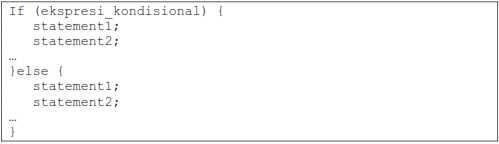 If (ekspresi_kondisional) {
statement1;
statement2;
…
}else {
statement1;
statement2;
…
}